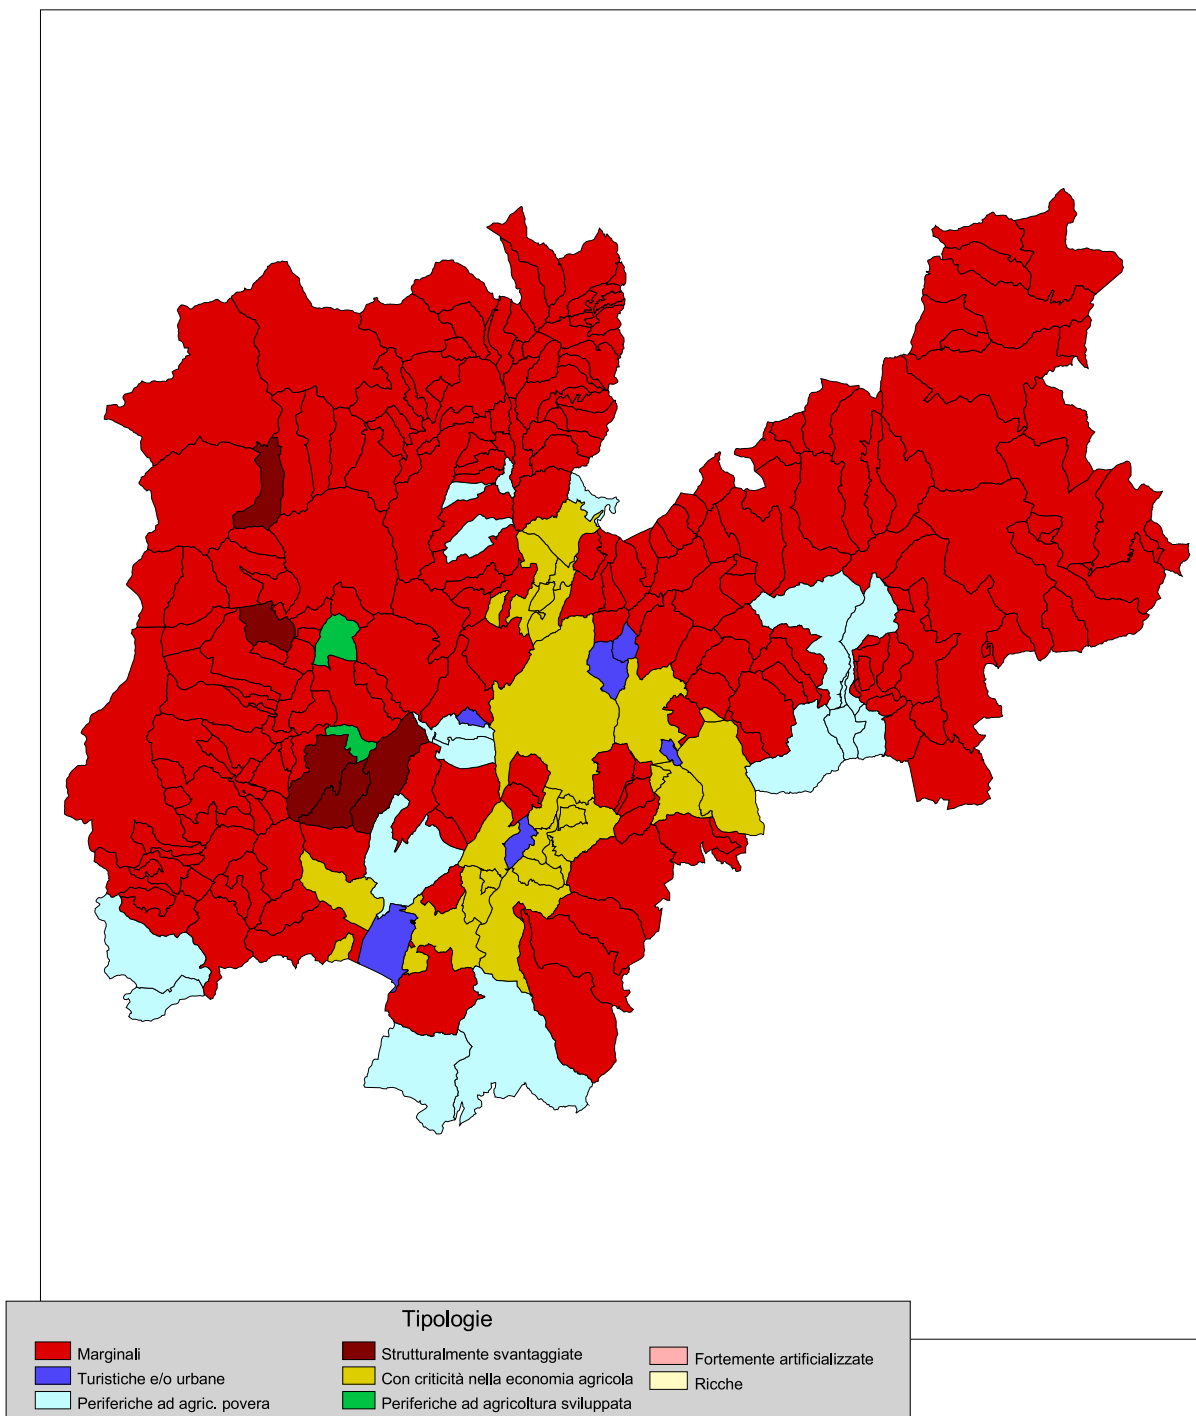 Tipologie
Marginali
Turistiche e/o urbane
Periferiche ad agric. povera
Strutturalmente svantaggiate
Con criticità nella economia agricola
Periferiche ad agricoltura sviluppata
Fortemente artificializzate
Ricche